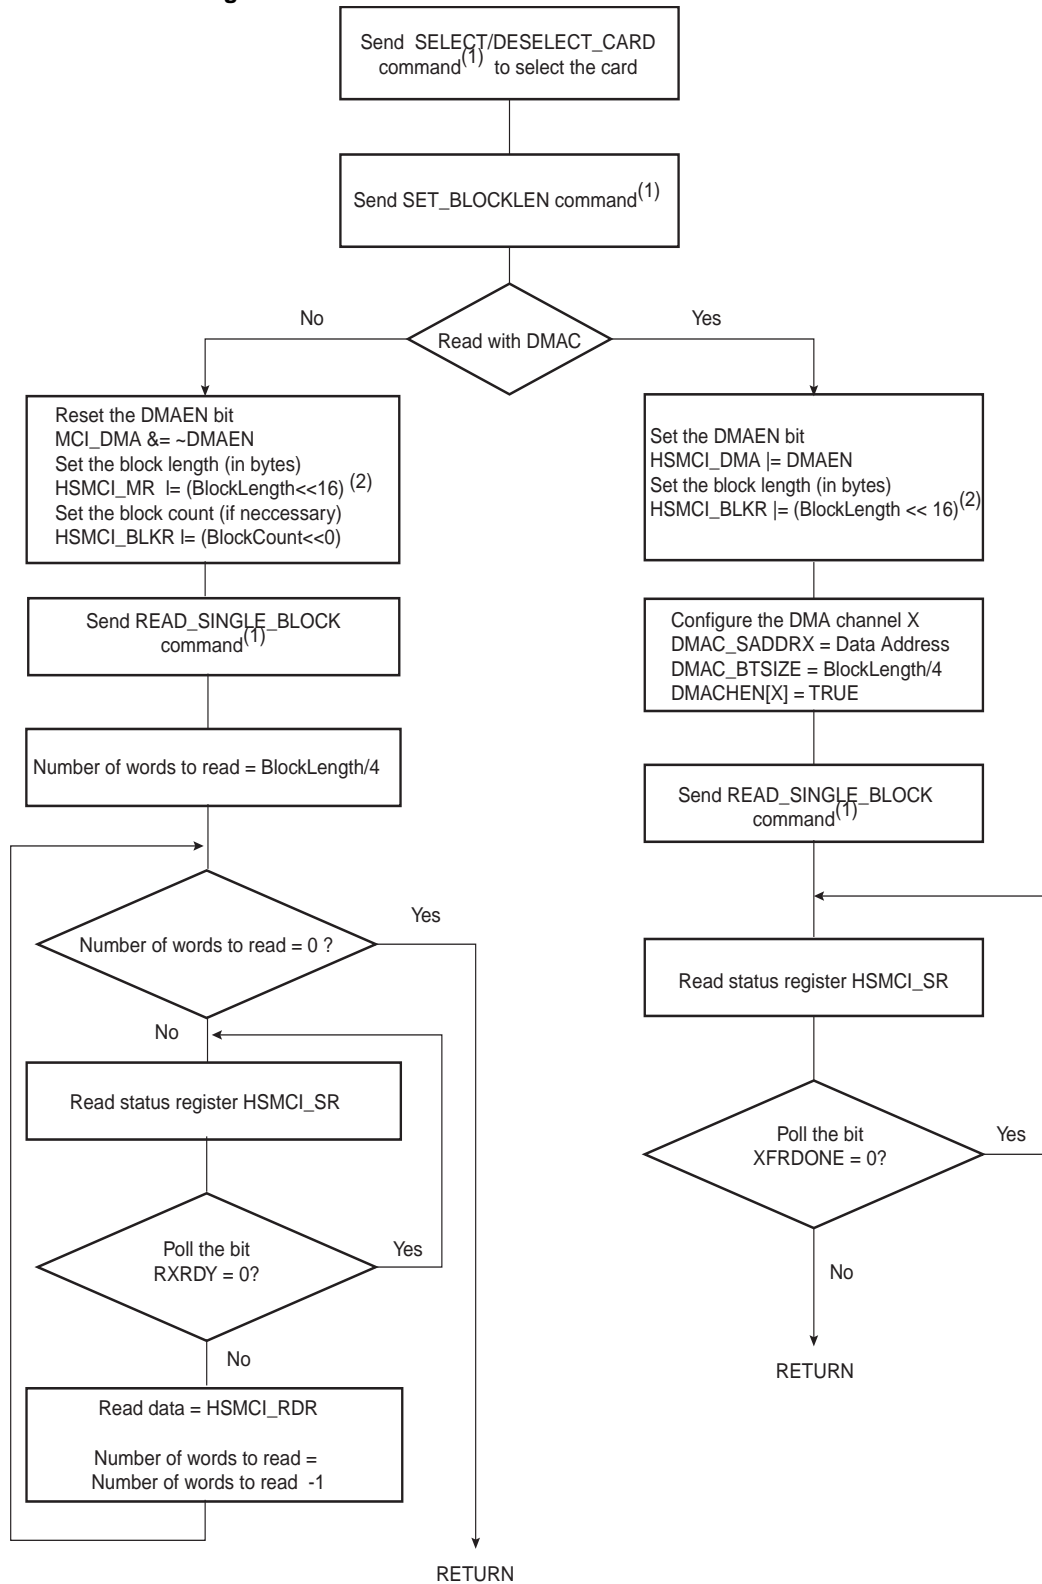 Send SELECT/DESELECT_CARD
command(1) to select the card
Send SET_BLOCKLEN command(1)
No
Yes
Read with DMAC
Reset the DMAEN bit
MCI_DMA &= ~DMAEN
Set the block length (in bytes)
HSMCI_MR l= (BlockLength<<16) (2)
Set the block count (if neccessary)
HSMCI_BLKR l= (BlockCount<<0)
Send READ_SINGLE_BLOCK
command(1)
Number of words to read = BlockLength/4
Number of words to read = 0 ?
Yes
No
Read status register HSMCI_SR
Poll the bit
RXRDY = 0?
Yes
No
Read data = HSMCI_RDR
Number of words to read =
Number of words to read -1
RETURN
Set the DMAEN bit
HSMCI_DMA |= DMAEN
Set the block length (in bytes)
HSMCI_BLKR |= (BlockLength << 16)(2)
Configure the DMA channel X
DMAC_SADDRX = Data Address
DMAC_BTSIZE = BlockLength/4
DMACHEN[X] = TRUE
Send READ_SINGLE_BLOCK
command(1)
Read status register HSMCI_SR
Poll the bit
XFRDONE = 0?
Yes
No
RETURN